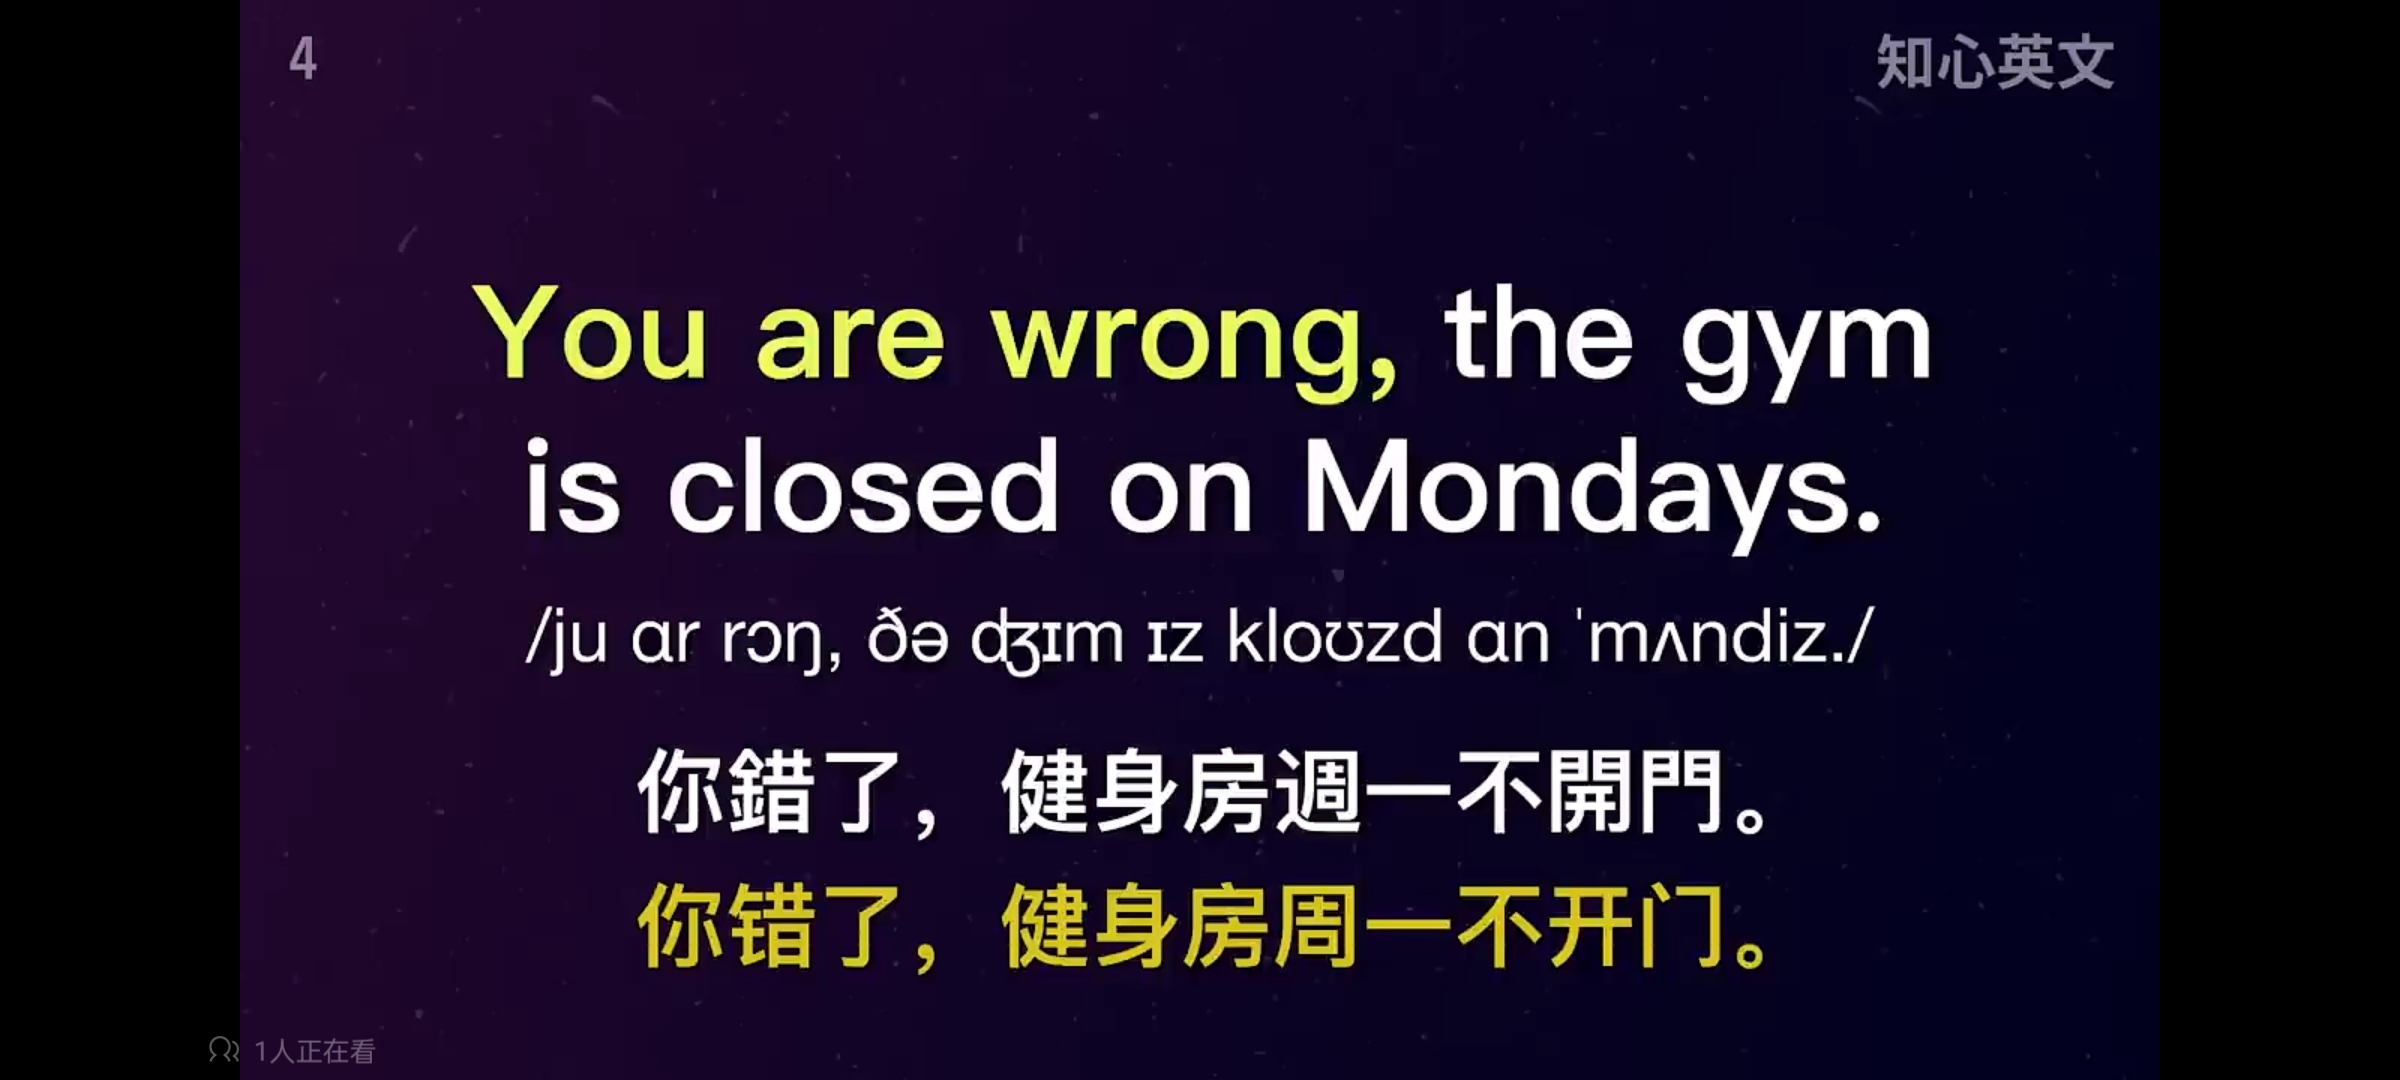 4
知心英文
You are wrong, the gym
is closed on Mondays.
/ju ɑr rɔŋ, ðə ʤɪm ɪz kloʊzd ɑn ˈmʌndiz./
你錯了，健身房週一不開門。
你错了，健身房周一不开门。
1人正在看